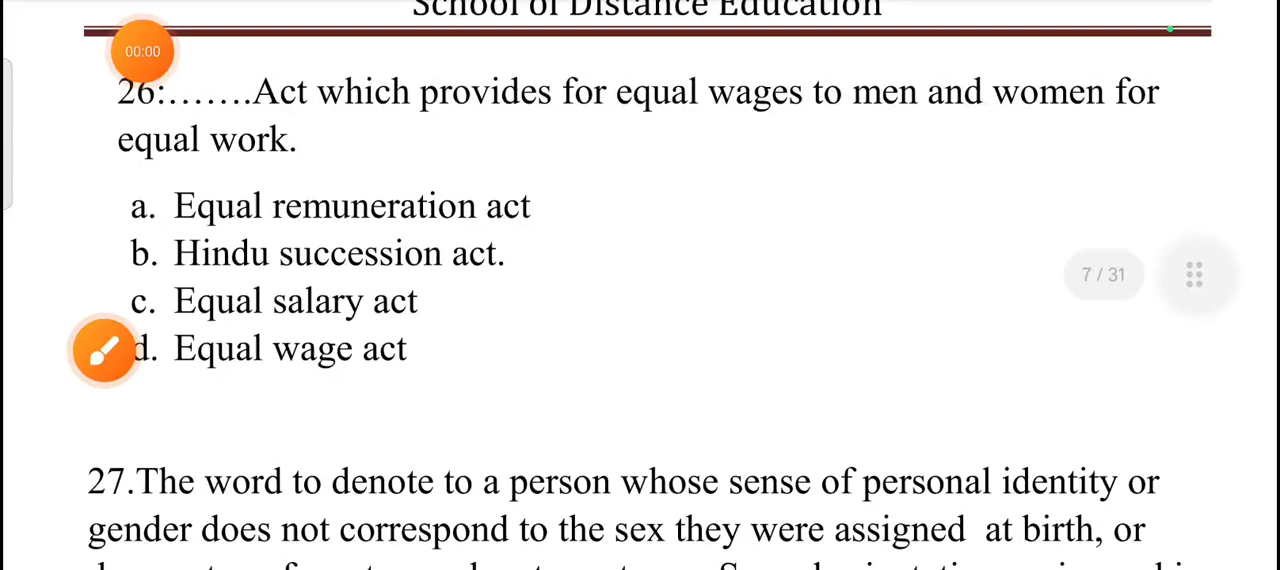 School of Distance Education
00:00
26:.......Act which provides for equal wages to men and women for
equal work.
a. Equal remuneration act
b. Hindu succession act.
7 / 31
c. Equal salary act
d. Equal wage act
27.The word to denote to a person whose sense of personal identity or
gender does not correspond to the sex they were assigned at birth, or